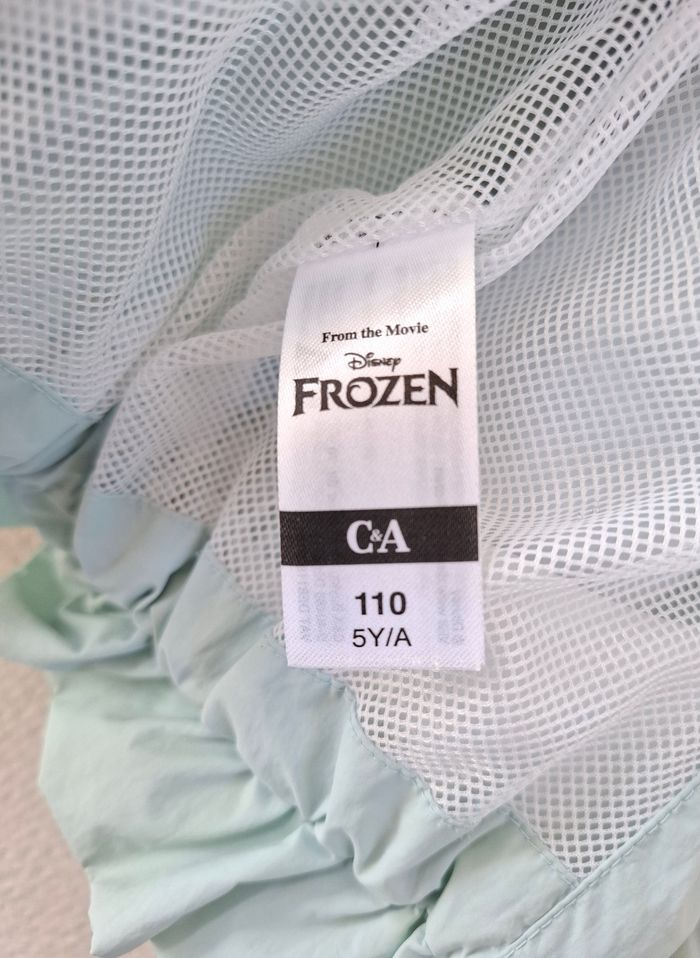 From the Movie
Disney
FROZEN
C&A
110
5Y/A